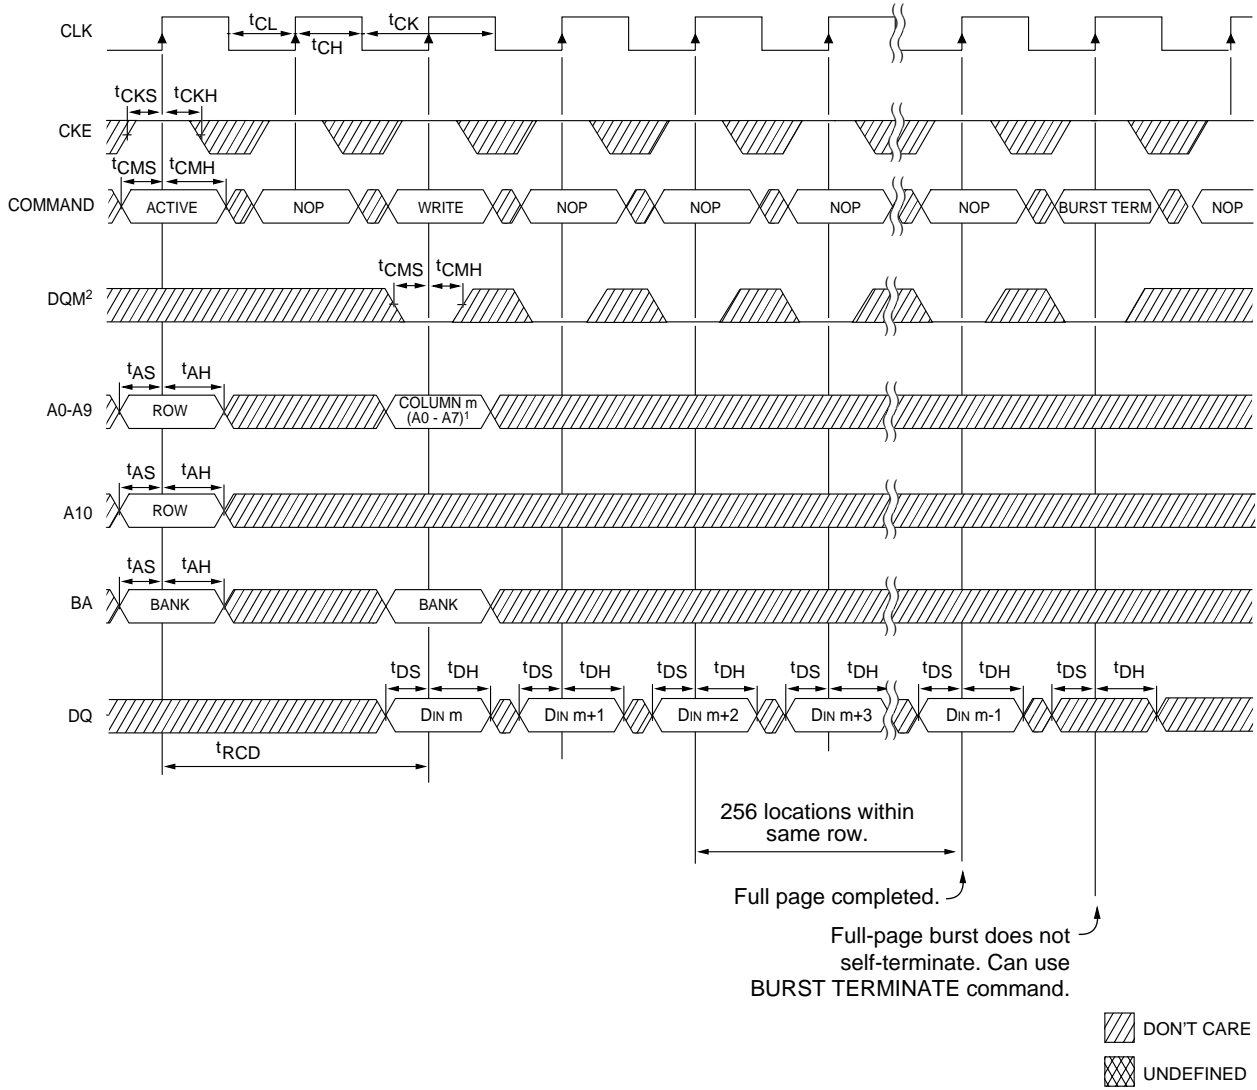 CLK tCL tCH tCK
tCKS tCKH
CKE
tCMS tCMH
COMMAND ACTIVE NOP WRITE NOP NOP NOP NOP BURST TERM NOP
tCMS tCMH
DQM2
tAS tAH
A0-A9 ROW COLUMN m
(A0 - A7)1
tAS tAH
A10 ROW
tAS tAH
BA BANK BANK
tDS tDH tDS tDH tDS tDH tDS tDH tDS tDH tDS tDH
DQ DIN m DIN m+1 DIN m+2 DIN m+3 DIN m-1
tRCD
256 locations within
same row.
Full page completed.
Full-page burst does not
self-terminate. Can use
BURST TERMINATE command.
DON'T CARE
UNDEFINED